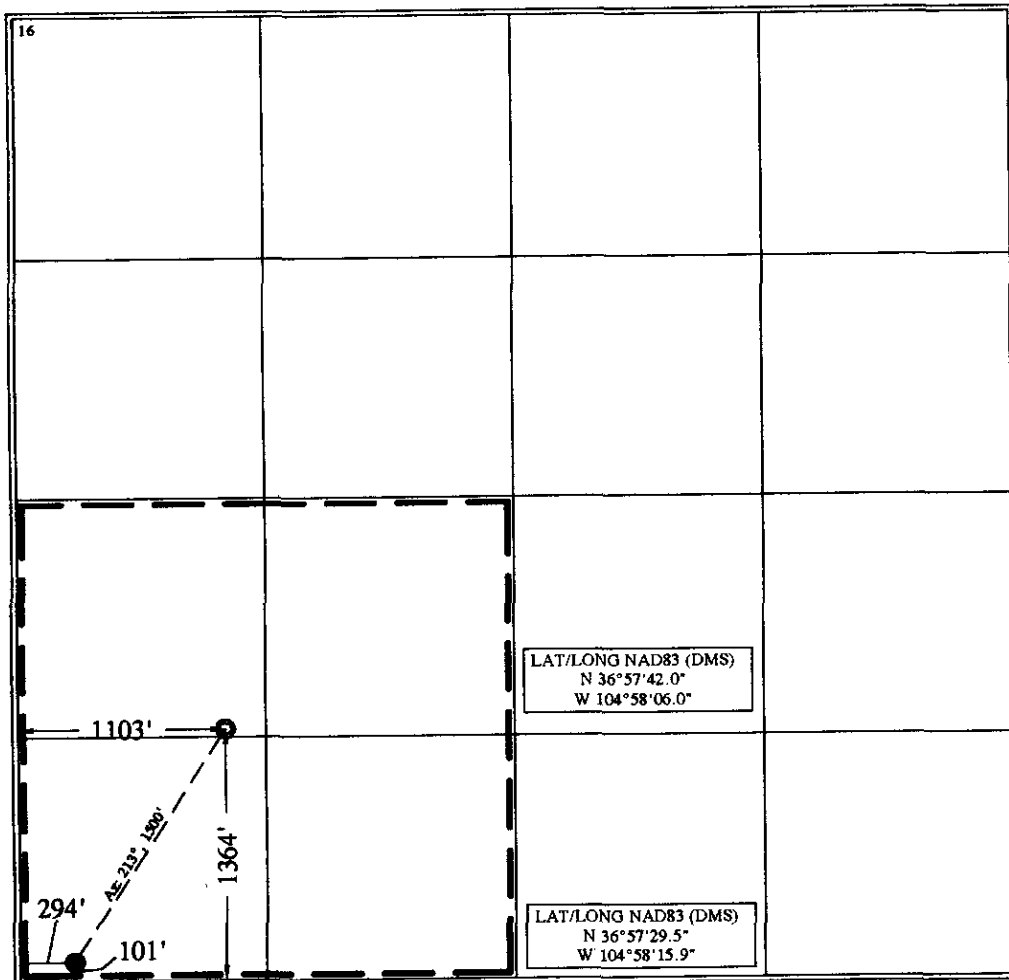 16
LAT/LONG NAD83 (DMS)
N 36°57'42.0"
W 104°58'06.0"
1103'
Az: 213°, 1500'
1364'
294'
101'
LAT/LONG NAD83 (DMS)
N 36°57'29.5"
W 104°58'15.9"